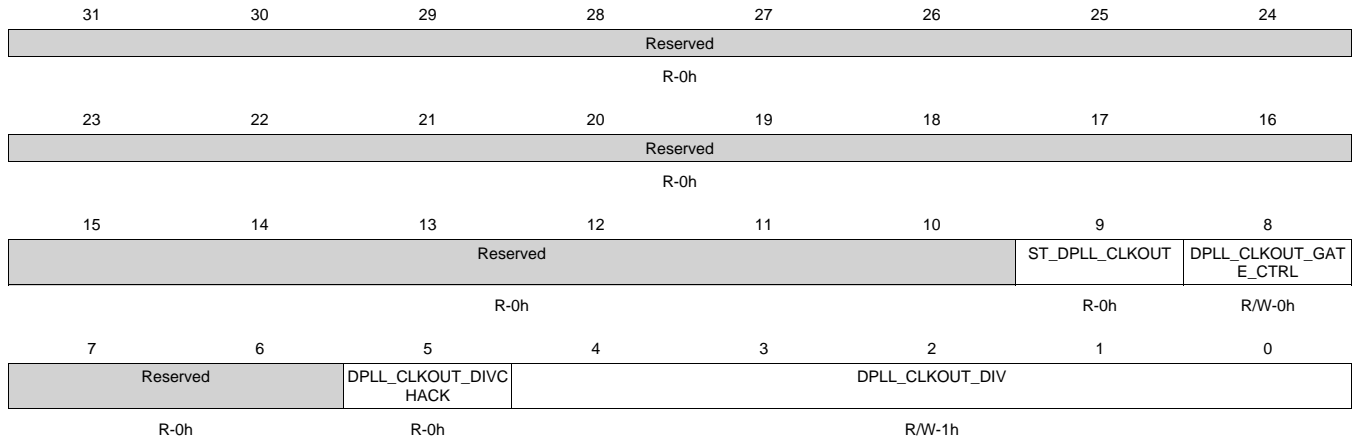 31 30 29 28 27 26 25 24
Reserved
R-0h
23 22 21 20 19 18 17 16
Reserved
R-0h
15 14 13 12 11 10 9 8
Reserved ST_DPLL_CLKOUT DPLL_CLKOUT_GAT
E_CTRL
R-0h R-0h R/W-0h
7 6 5 4 3 2 1 0
Reserved DPLL_CLKOUT_DIVC DPLL_CLKOUT_DIV
HACK
R-0h R-0h R/W-1h